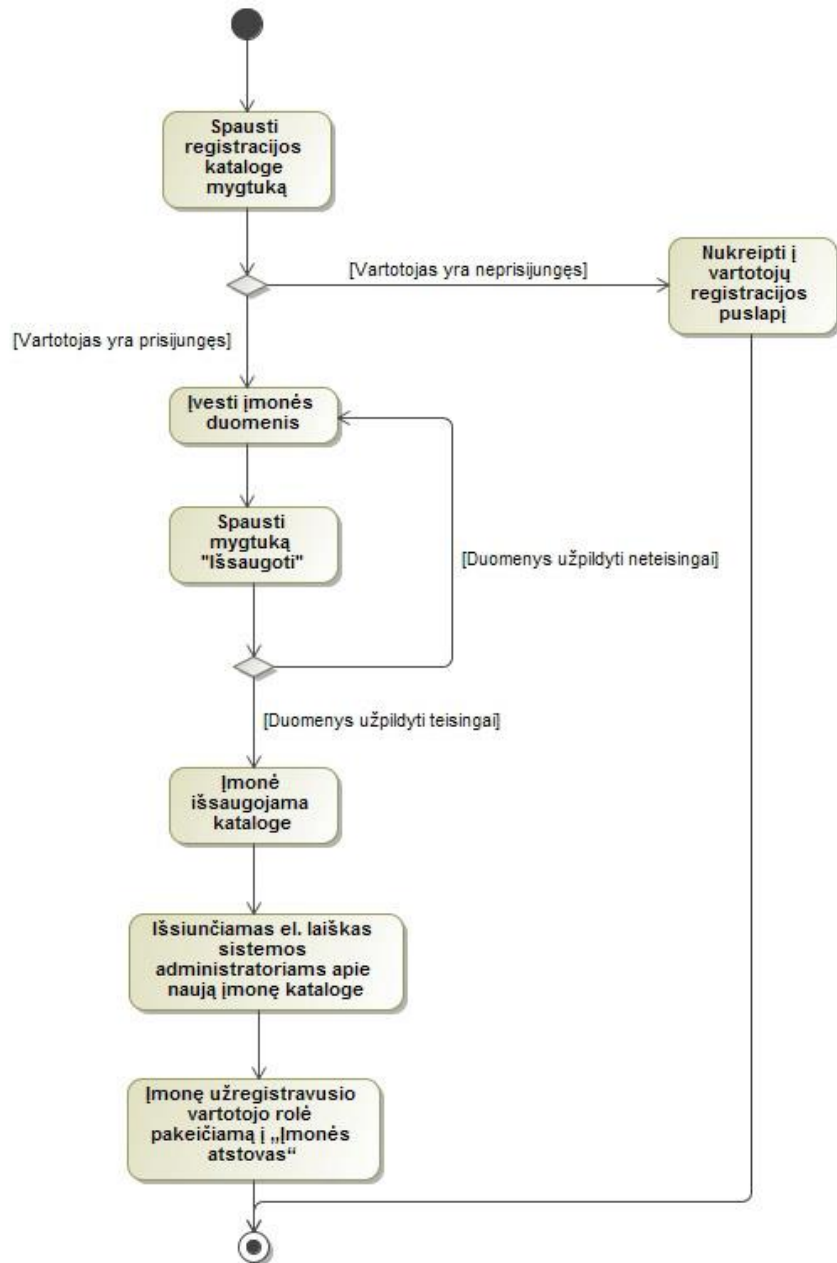 Spausti
registracijos
kataloge
mygtuką
[Vartotojas yra neprisijungęs]
Nukreipti į
vartotojų
registracijos
puslapį
[Vartotojas yra prisijungęs]
Įvesti įmonės
duomenis
Spausti
mygtuką
"Išsaugoti"
[Duomenys užpildyti neteisingai]
[Duomenys užpildyti teisingai]
Įmonė
išsaugojama
kataloge
Išsiunčiamas el. laiškas
sistemos
administratoriams apie
naują įmonę kataloge
Įmonę užregistravusio
vartotojo rolė
pakeičiamą į „Įmonės
atstovas“